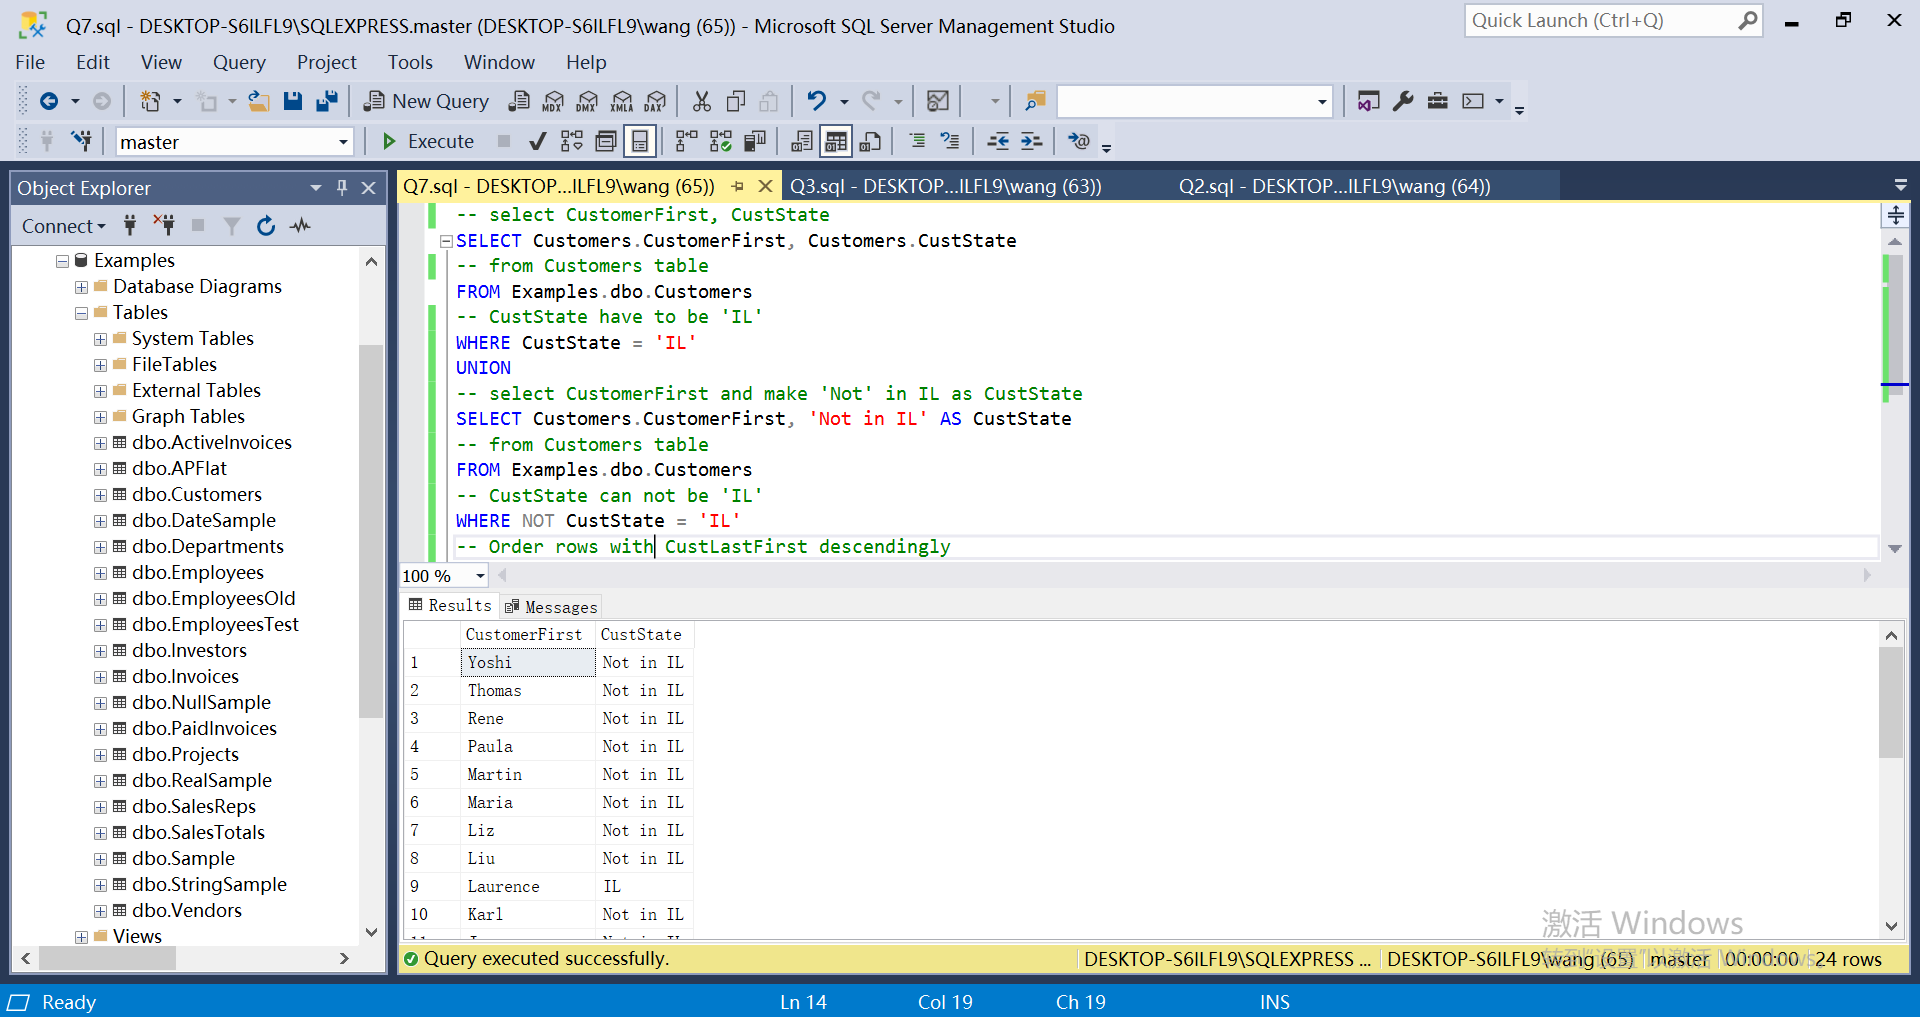 Q7.sql - DESKTOP-S6ILFL9\SQLEXPRESS.master (DESKTOP-S6ILFL9\wang (65)) - Microsoft SQL Server Management Studio
Quick Launch (Ctrl+Q)
File Edit View Query Project Tools Window Help
New Query MDX DMX XMLA DAX
master Execute
Object Explorer
Connect
Examples
Database Diagrams
Tables
System Tables
FileTables
External Tables
Graph Tables
dbo.ActiveInvoices
dbo.APFlat
dbo.Customers
dbo.DateSample
dbo.Departments
dbo.Employees
dbo.EmployeesOld
dbo.EmployeesTest
dbo.Investors
dbo.Invoices
dbo.NullSample
dbo.PaidInvoices
dbo.Projects
dbo.RealSample
dbo.SalesReps
dbo.SalesTotals
dbo.Sample
dbo.StringSample
dbo.Vendors
Views
Q7.sql - DESKTOP...ILFL9\wang (65)) Q3.sql - DESKTOP...ILFL9\wang (63)) Q2.sql - DESKTOP...ILFL9\wang (64))
-- select CustomerFirst, CustState
SELECT Customers.CustomerFirst, Customers.CustState
-- from Customers table
FROM Examples.dbo.Customers
-- CustState have to be 'IL'
WHERE CustState = 'IL'
UNION
-- select CustomerFirst and make 'Not' in IL as CustState
SELECT Customers.CustomerFirst, 'Not in IL' AS CustState
-- from Customers table
FROM Examples.dbo.Customers
-- CustState can not be 'IL'
WHERE NOT CustState = 'IL'
-- Order rows with CustLastFirst descendingly
100 %
Results Messages
CustomerFirst CustState
1 Yoshi Not in IL
2 Thomas Not in IL
3 Rene Not in IL
4 Paula Not in IL
5 Martin Not in IL
6 Maria Not in IL
7 Liz Not in IL
8 Liu Not in IL
9 Laurence IL
10 Karl Not in IL
激活 Windows
转到"设置"以激活 Windows。
Query executed successfully. DESKTOP-S6ILFL9\SQLEXPRESS ... DESKTOP-S6ILFL9\wang (65) master 00:00:00 24 rows
Ready Ln 14 Col 19 Ch 19 INS